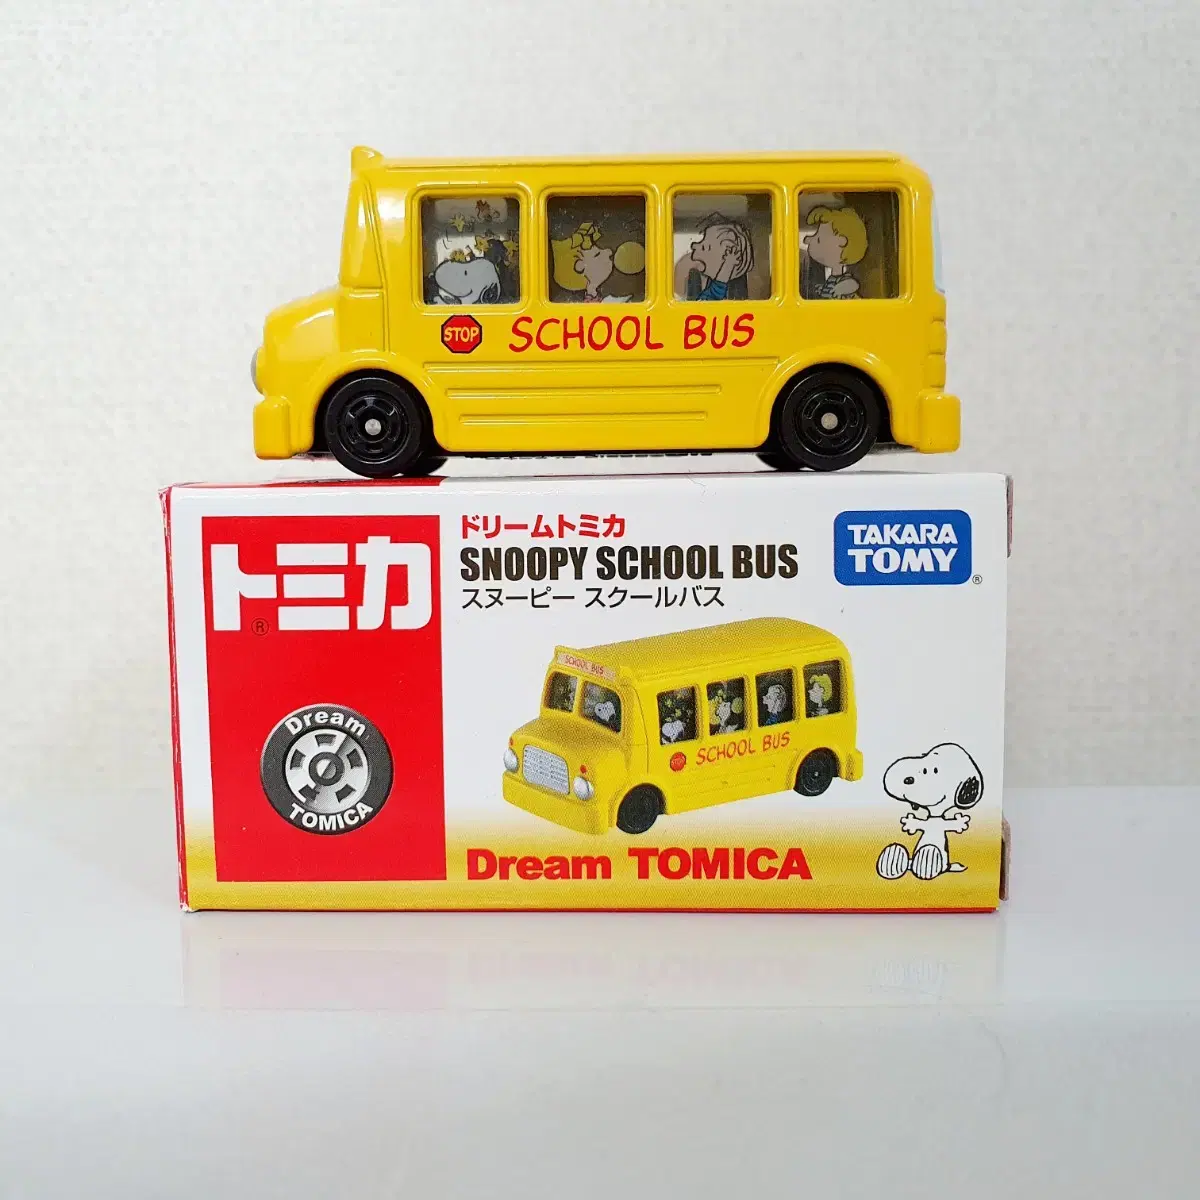 STOP
SCHOOL BUS
トミカ
®
Dream
TOMICA
ドリームトミカ
SNOOPY SCHOOL BUS
スヌーピー スクールバス
TAKARA
TOMY
®
SCHOOL BUS
STOP
SCHOOL BUS
Dream TOMICA